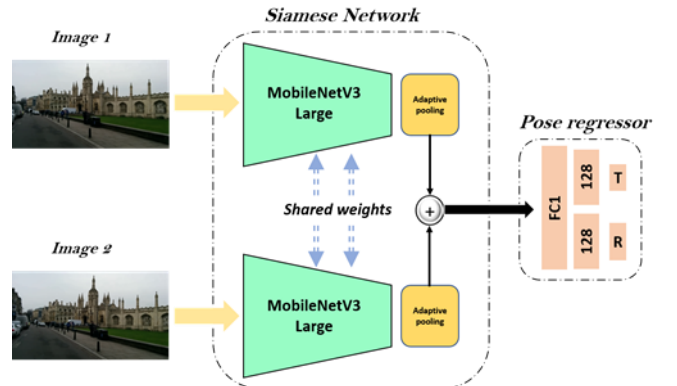 Siamese Network
Image 1
MobileNetV3
Large
Adaptive
pooling
Pose regressor
Shared weights
+
FC1
128
T
128
R
Image 2
MobileNetV3
Large
Adaptive
pooling